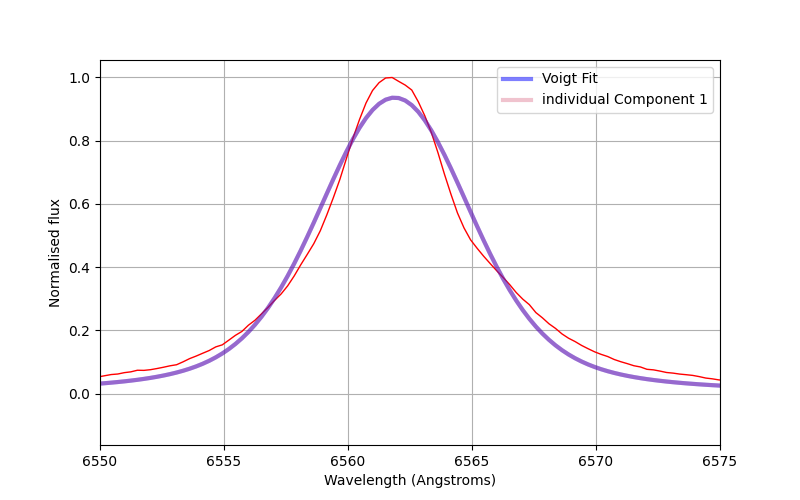 Voigt Fit
individual Component 1
Normalised flux
1.0
0.8
0.6
0.4
0.2
0.0
6550 6555 6560 6565 6570 6575
Wavelength (Angstroms)